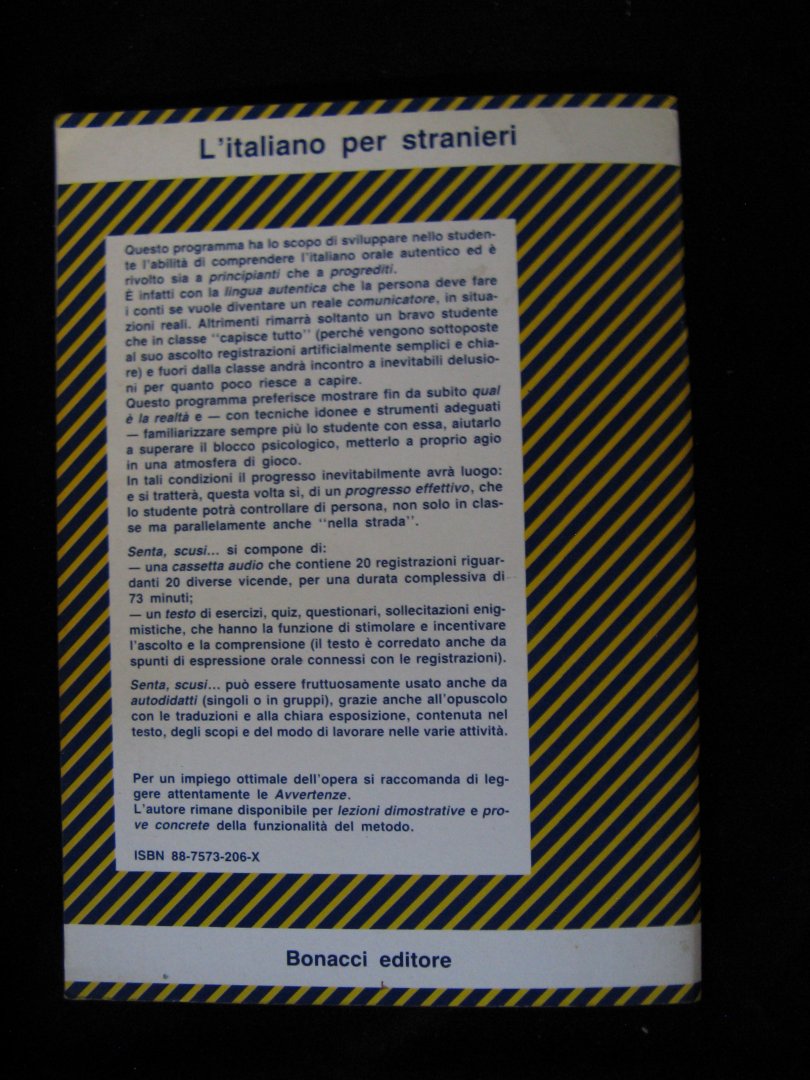 L'italiano per stranieri
Questo programma ha lo scopo di sviluppare nello studen-
te l'abilità di comprendere l'italiano orale autentico ed è
rivolto sia a principianti che a progrediti.
È infatti con la lingua autentica che la persona deve fare
i conti se vuole diventare un reale comunicatore, in situa-
zioni reali. Altrimenti rimarrà soltanto un bravo studente
che in classe "capisce tutto" (perché vengono sottoposte
al suo ascolto registrazioni artificialmente semplici e chia-
re) e fuori dalla classe andrà incontro a inevitabili delusio-
ni per quanto poco riesce a capire.
Questo programma preferisce mostrare fin da subito qual
è la realtà e — con tecniche idonee e strumenti adeguati
— familiarizzare sempre più lo studente con essa, aiutarlo
a superare il blocco psicologico, metterlo a proprio agio
in una atmosfera di gioco.
In tali condizioni il progresso inevitabilmente avrà luogo:
e si tratterà, questa volta sì, di un progresso effettivo, che
lo studente potrà controllare di persona, non solo in clas-
se ma parallelamente anche "nella strada".
Senta, scusi... si compone di:
— una cassetta audio che contiene 20 registrazioni riguar-
danti 20 diverse vicende, per una durata complessiva di
73 minuti;
— un testo di esercizi, quiz, questionari, sollecitazioni enig-
mistiche, che hanno la funzione di stimolare e incentivare
l'ascolto e la comprensione (il testo è corredato anche da
spunti di espressione orale connessi con le registrazioni).
Senta, scusi... può essere fruttuosamente usato anche da
autodidatti (singoli o in gruppi), grazie anche all'opuscolo
con le traduzioni e alla chiara esposizione, contenuta nel
testo, degli scopi e del modo di lavorare nelle varie attività.
Per un impiego ottimale dell'opera si raccomanda di leg-
gere attentamente le Avvertenze.
L'autore rimane disponibile per lezioni dimostrative e pro-
ve concrete della funzionalità del metodo.
ISBN 88-7573-206-X
Bonacci editore